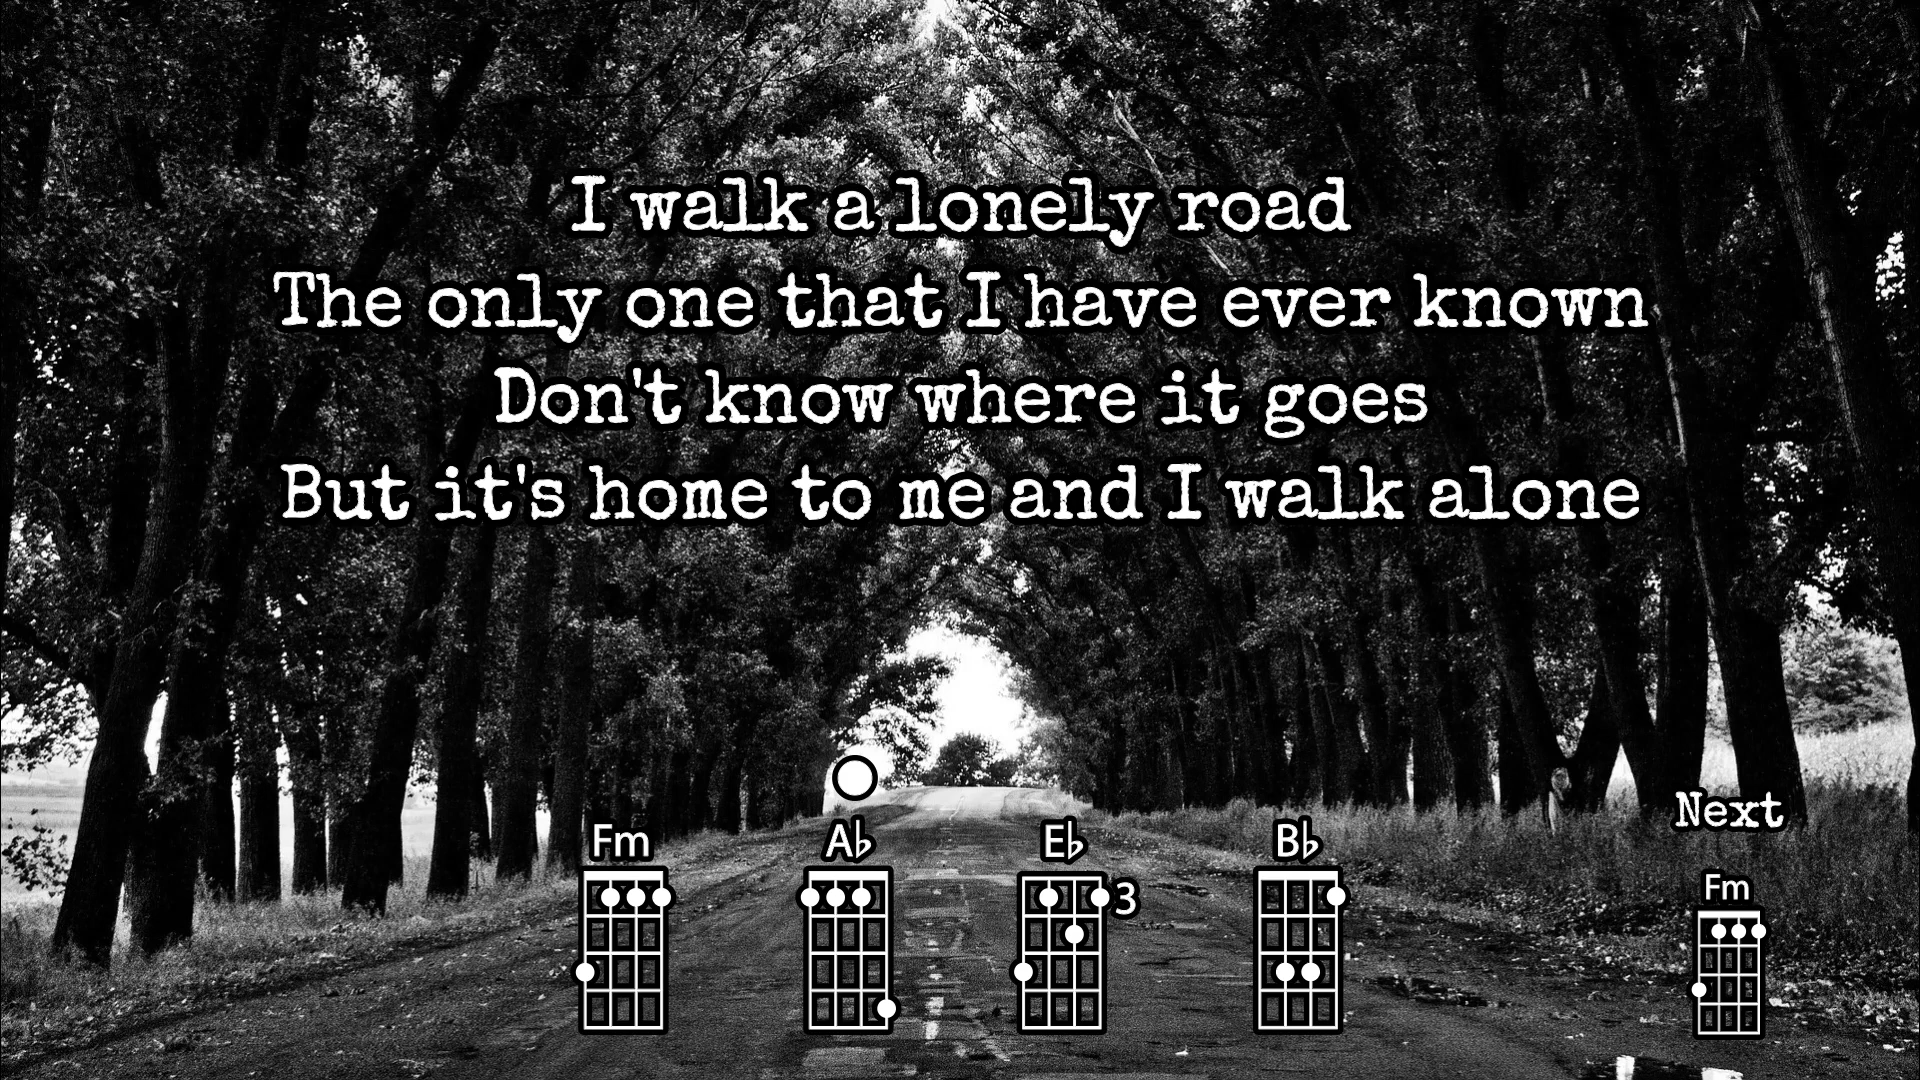 I walk a lonely road
The only one that I have ever known
Don't know where it goes
But it's home to me and I walk alone
Next
Fm A♭ E♭ B♭
Fm
3